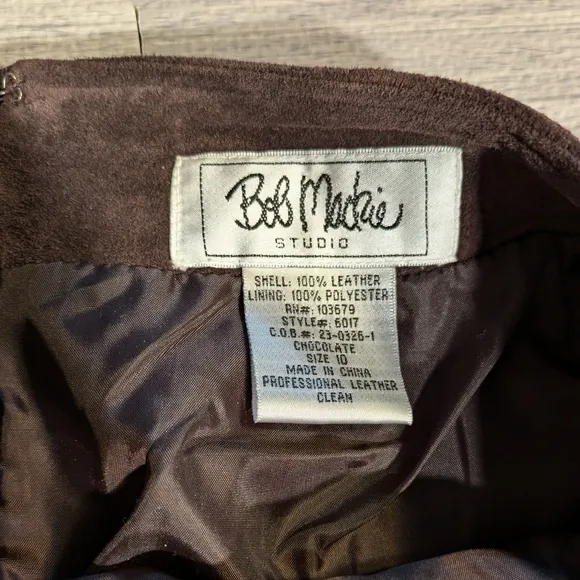 Bob Mackie
STUDIO
SHELL: 100% LEATHER
LINING: 100% POLYESTER
RN#: 103679
STYLE#: 6017
C.O.B.#: 23-0326-1
CHOCOLATE
SIZE 10
MADE IN CHINA
PROFESSIONAL LEATHER
CLEAN